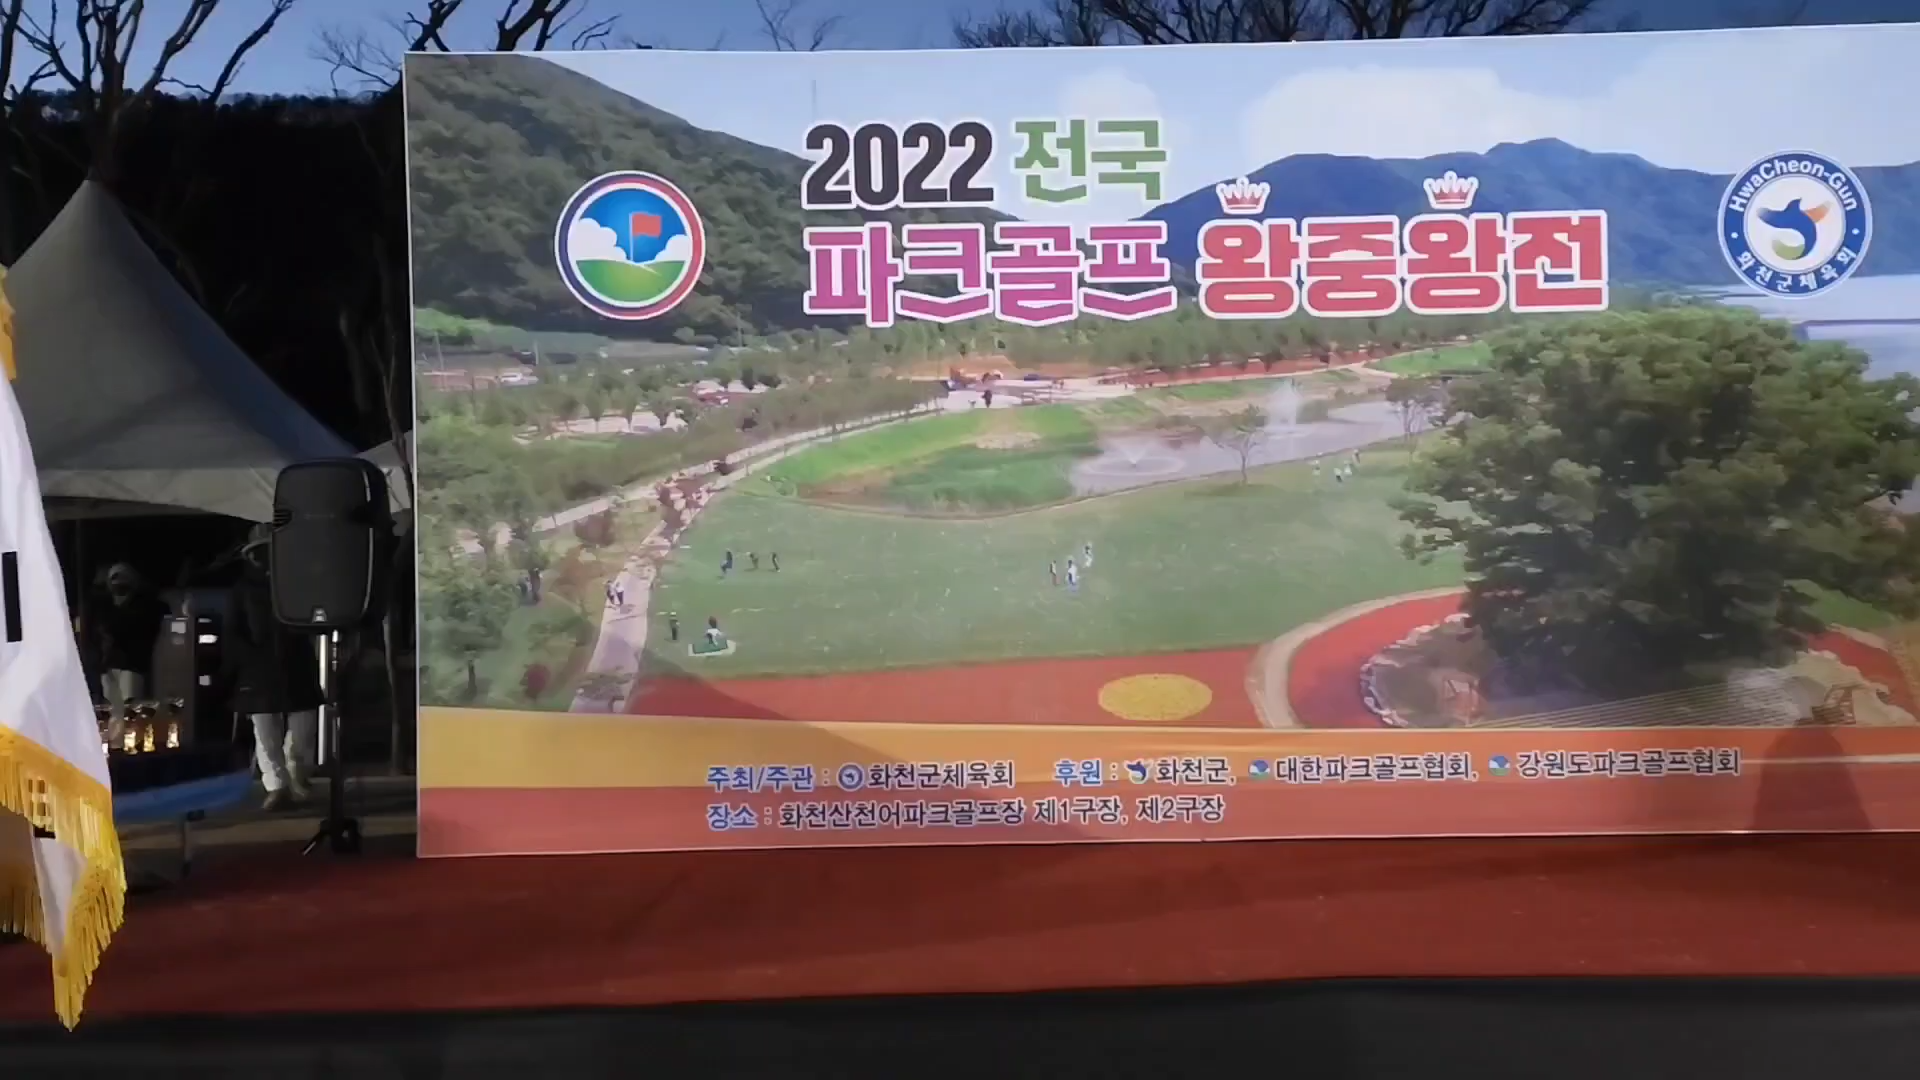 2022 전국
파크골프 왕중왕전
HwaCheon-Gun
화천군체육회
주최/주관 : 화천군체육회 후원 : 화천군, 대한파크골프협회, 강원도파크골프협회
장소 : 화천산천어파크골프장 제1구장, 제2구장